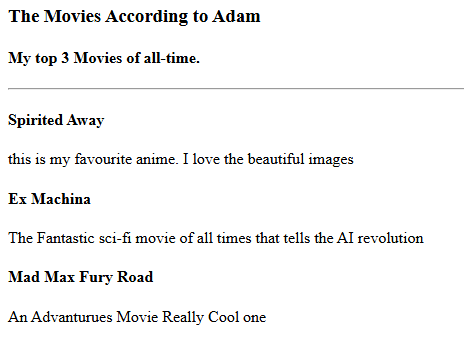 The Movies According to Adam
My top 3 Movies of all-time.
Spirited Away
this is my favourite anime. I love the beautiful images
Ex Machina
The Fantastic sci-fi movie of all times that tells the AI revolution
Mad Max Fury Road
An Advanturues Movie Really Cool one